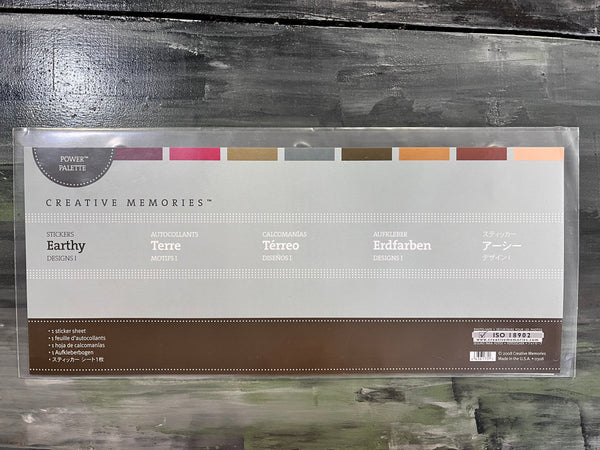 POWER™
PALETTE
CREATIVE MEMORIES™
STICKERS
Earthy
DESIGNS I
AUTOCOLLANTS
Terre
MOTIFS I
CALCOMANÍAS
Térreo
DISEÑOS I
AUFKLEBER
Erdfarben
DESIGNS I
ステッカー
アーシー
デザイン I
• 1 sticker sheet
• 1 feuille d'autocollants
• 1 hoja de calcomanías
• 1 Aufkleberbogen
• ステッカー シート1枚
ISO 18902
www.creativememories.com
© 2008 Creative Memories
Made in the U.S.A.